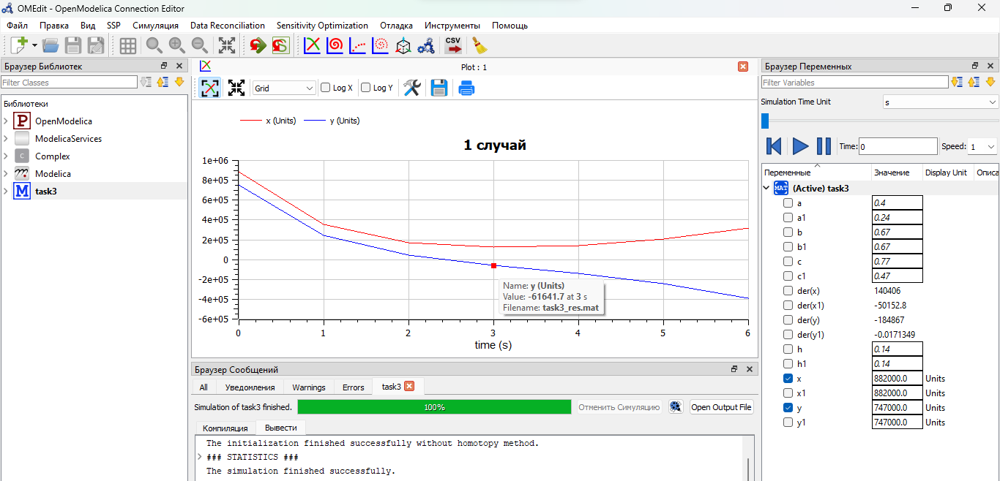 OMEdit - OpenModelica Connection Editor
Файл Правка Вид SSP Симуляция Data Reconciliation Sensitivity Optimization Отладка Инструменты Помощь
CSV
Браузер Библиотек
Filter Classes
Библиотеки
P OpenModelica
ModelicaServices
C Complex
Modelica
M task3
Plot : 1
Grid Log X Log Y
x (Units) y (Units)
1 случай
1e+06
8e+05
6e+05
4e+05
2e+05
0
-2e+05
-4e+05
-6e+05
0 1 2 3 4 5 6
time (s)
Name: y (Units)
Value: -61641.7 at 3 s
Filename: task3_res.mat
Браузер Сообщений
All Уведомления Warnings Errors task3
Simulation of task3 finished. 100% Отменить Симуляцию Open Output File
Компиляция Вывести
The initialization finished successfully without homotopy method.
### STATISTICS ###
The simulation finished successfully.
Браузер Переменных
Filter Variables
Simulation Time Unit s
Time: 0 Speed: 1
Переменные Значение Display Unit Описа
MAT (Active) task3
a 0.4
a1 0.24
b 0.67
b1 0.67
c 0.77
c1 0.47
der(x) 140406
der(x1) -50152.8
der(y) -184867
der(y1) -0.0171349
h 0.14
h1 0.14
x 882000.0 Units
x1 882000.0 Units
y 747000.0 Units
y1 747000.0 Units